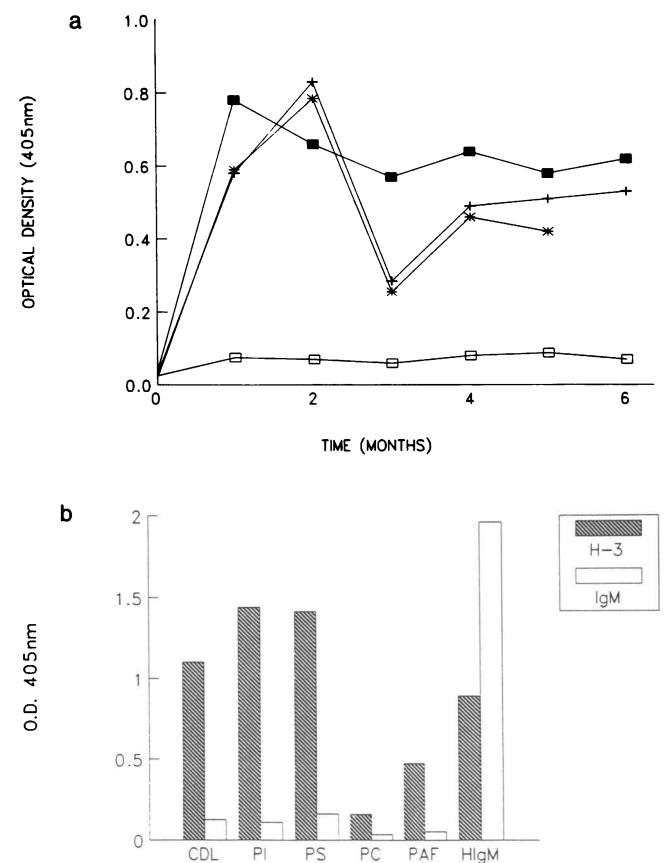 a
OPTICAL DENSITY (405nm)
1.0
0.8
0.6
0.4
0.2
0.0
0 2 4 6
TIME (MONTHS)
b
O.D. 405nm
2
1.5
1
0.5
0
CDL PI PS PC PAF HIgM
H-3
IgM